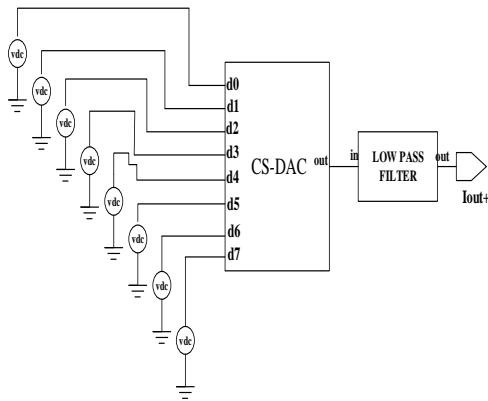 vdc
d0
vdc
d1
vdc
d2
vdc
d3
vdc
d4
vdc
d5
vdc
d6
vdc
d7
CS-DAC
out
in
LOW PASS
FILTER
out
Iout+